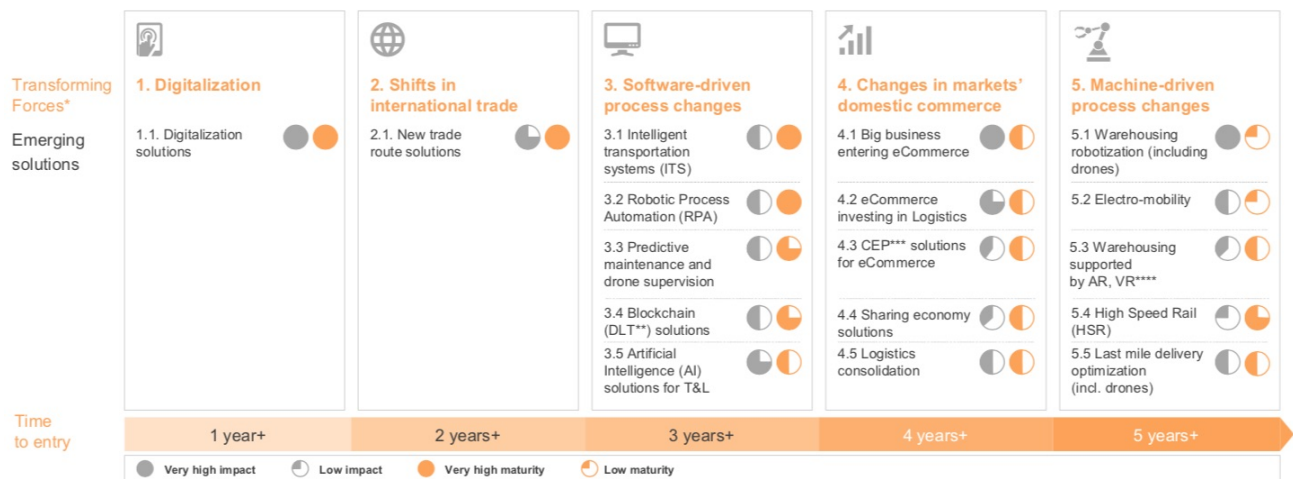 Transforming
Forces*
Emerging
solutions
1. Digitalization
1.1. Digitalization
solutions
2. Shifts in
international trade
2.1. New trade
route solutions
3. Software-driven
process changes
3.1 Intelligent
transportation
systems (ITS)
3.2 Robotic Process
Automation (RPA)
3.3 Predictive
maintenance and
drone supervision
3.4 Blockchain
(DLT**) solutions
3.5 Artificial
Intelligence (AI)
solutions for T&L
4. Changes in markets'
domestic commerce
4.1 Big business
entering eCommerce
4.2 eCommerce
investing in Logistics
4.3 CEP*** solutions
for eCommerce
4.4 Sharing economy
solutions
4.5 Logistics
consolidation
5. Machine-driven
process changes
5.1 Warehousing
robotization (including
drones)
5.2 Electro-mobility
5.3 Warehousing
supported
by AR, VR****
5.4 High Speed Rail
(HSR)
5.5 Last mile delivery
optimization
(incl. drones)
Time
to entry
1 year+
2 years+
3 years+
4 years+
5 years+
Very high impact
Low impact
Very high maturity
Low maturity